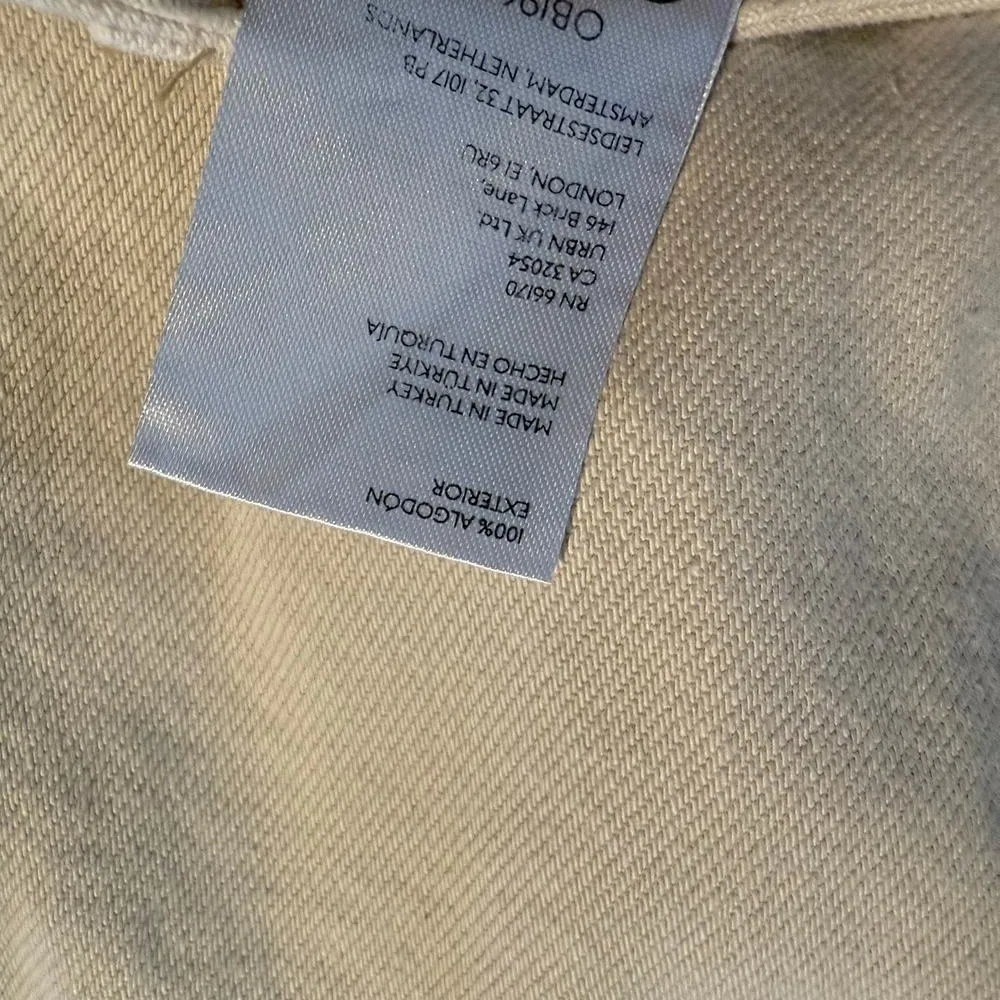 100% ALGODÓN
EXTERIOR
MADE IN TURKEY
MADE IN TÜRKIYE
HECHO EN TURQUÍA
RN 66170
CA 32054
URBN UK Ltd.
146 Brick Lane,
LONDON, E1 6RU
LEIDSESTRAAT 32, 1017 PB
AMSTERDAM, NETHERLANDS